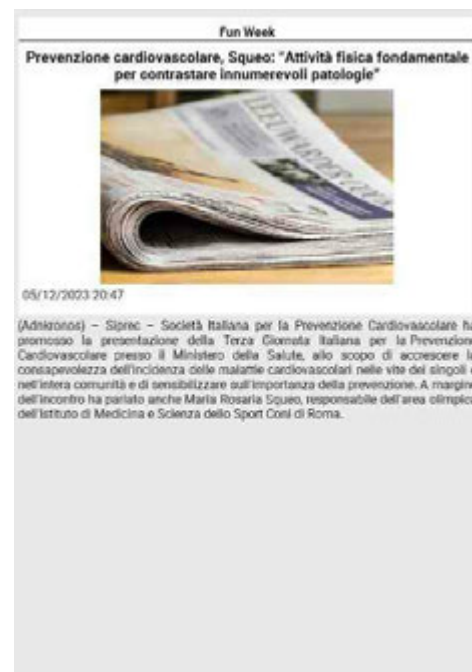 Fun Week
Prevenzione cardiovascolare, Squeo: "Attività fisica fondamentale
per contrastare innumerevoli patologie"
LEEUWARDER COU
05/12/2023 20:47
(Adnkronos) – Siprec – Società Italiana per la Prevenzione Cardiovascolare ha
promosso la presentazione della Terza Giornata Italiana per la Prevenzione
Cardiovascolare presso il Ministero della Salute, allo scopo di accrescere la
consapevolezza dell'incidenza delle malattie cardiovascolari nelle vite dei singoli e
nell'intera comunità e di sensibilizzare sull'importanza della prevenzione. A margine
dell'incontro ha parlato anche Maria Rosaria Squeo, responsabile dell'area olimpica
dell'Istituto di Medicina e Scienza dello Sport Coni di Roma.